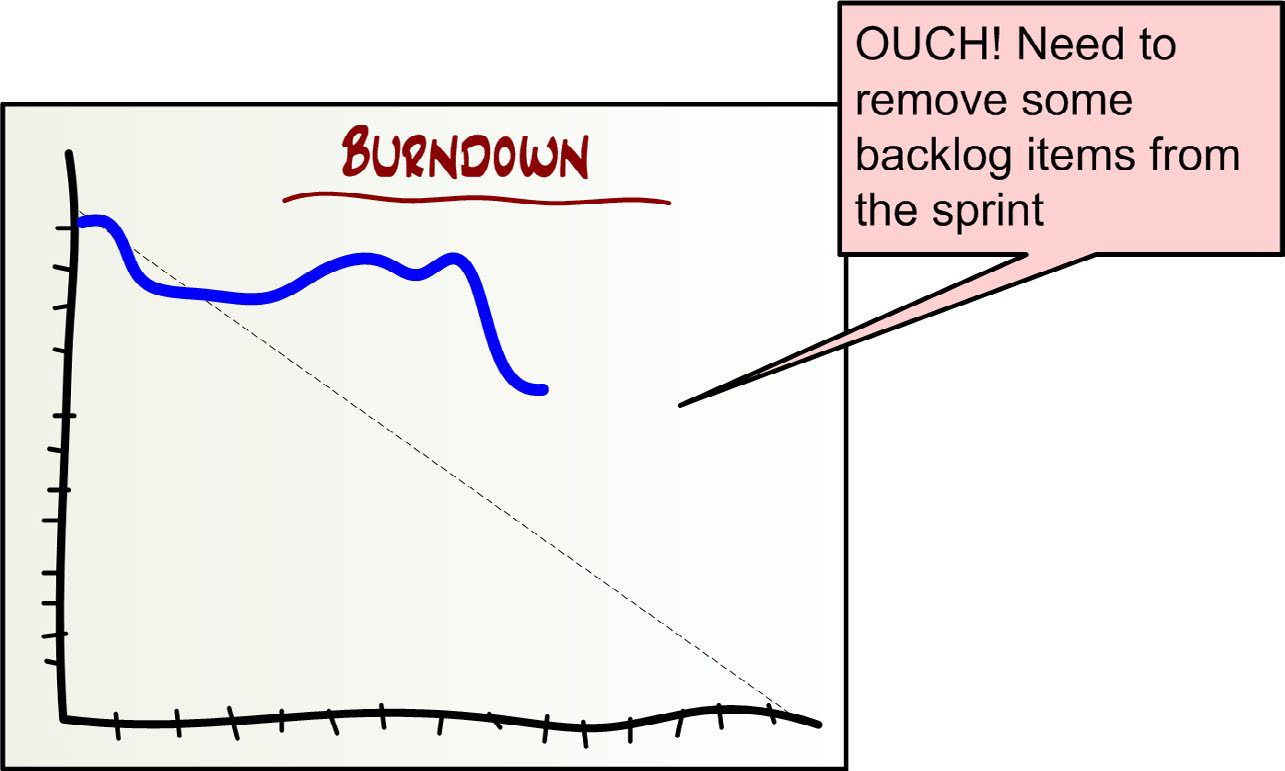 BURNDOWN
OUCH! Need to
remove some
backlog items from
the sprint